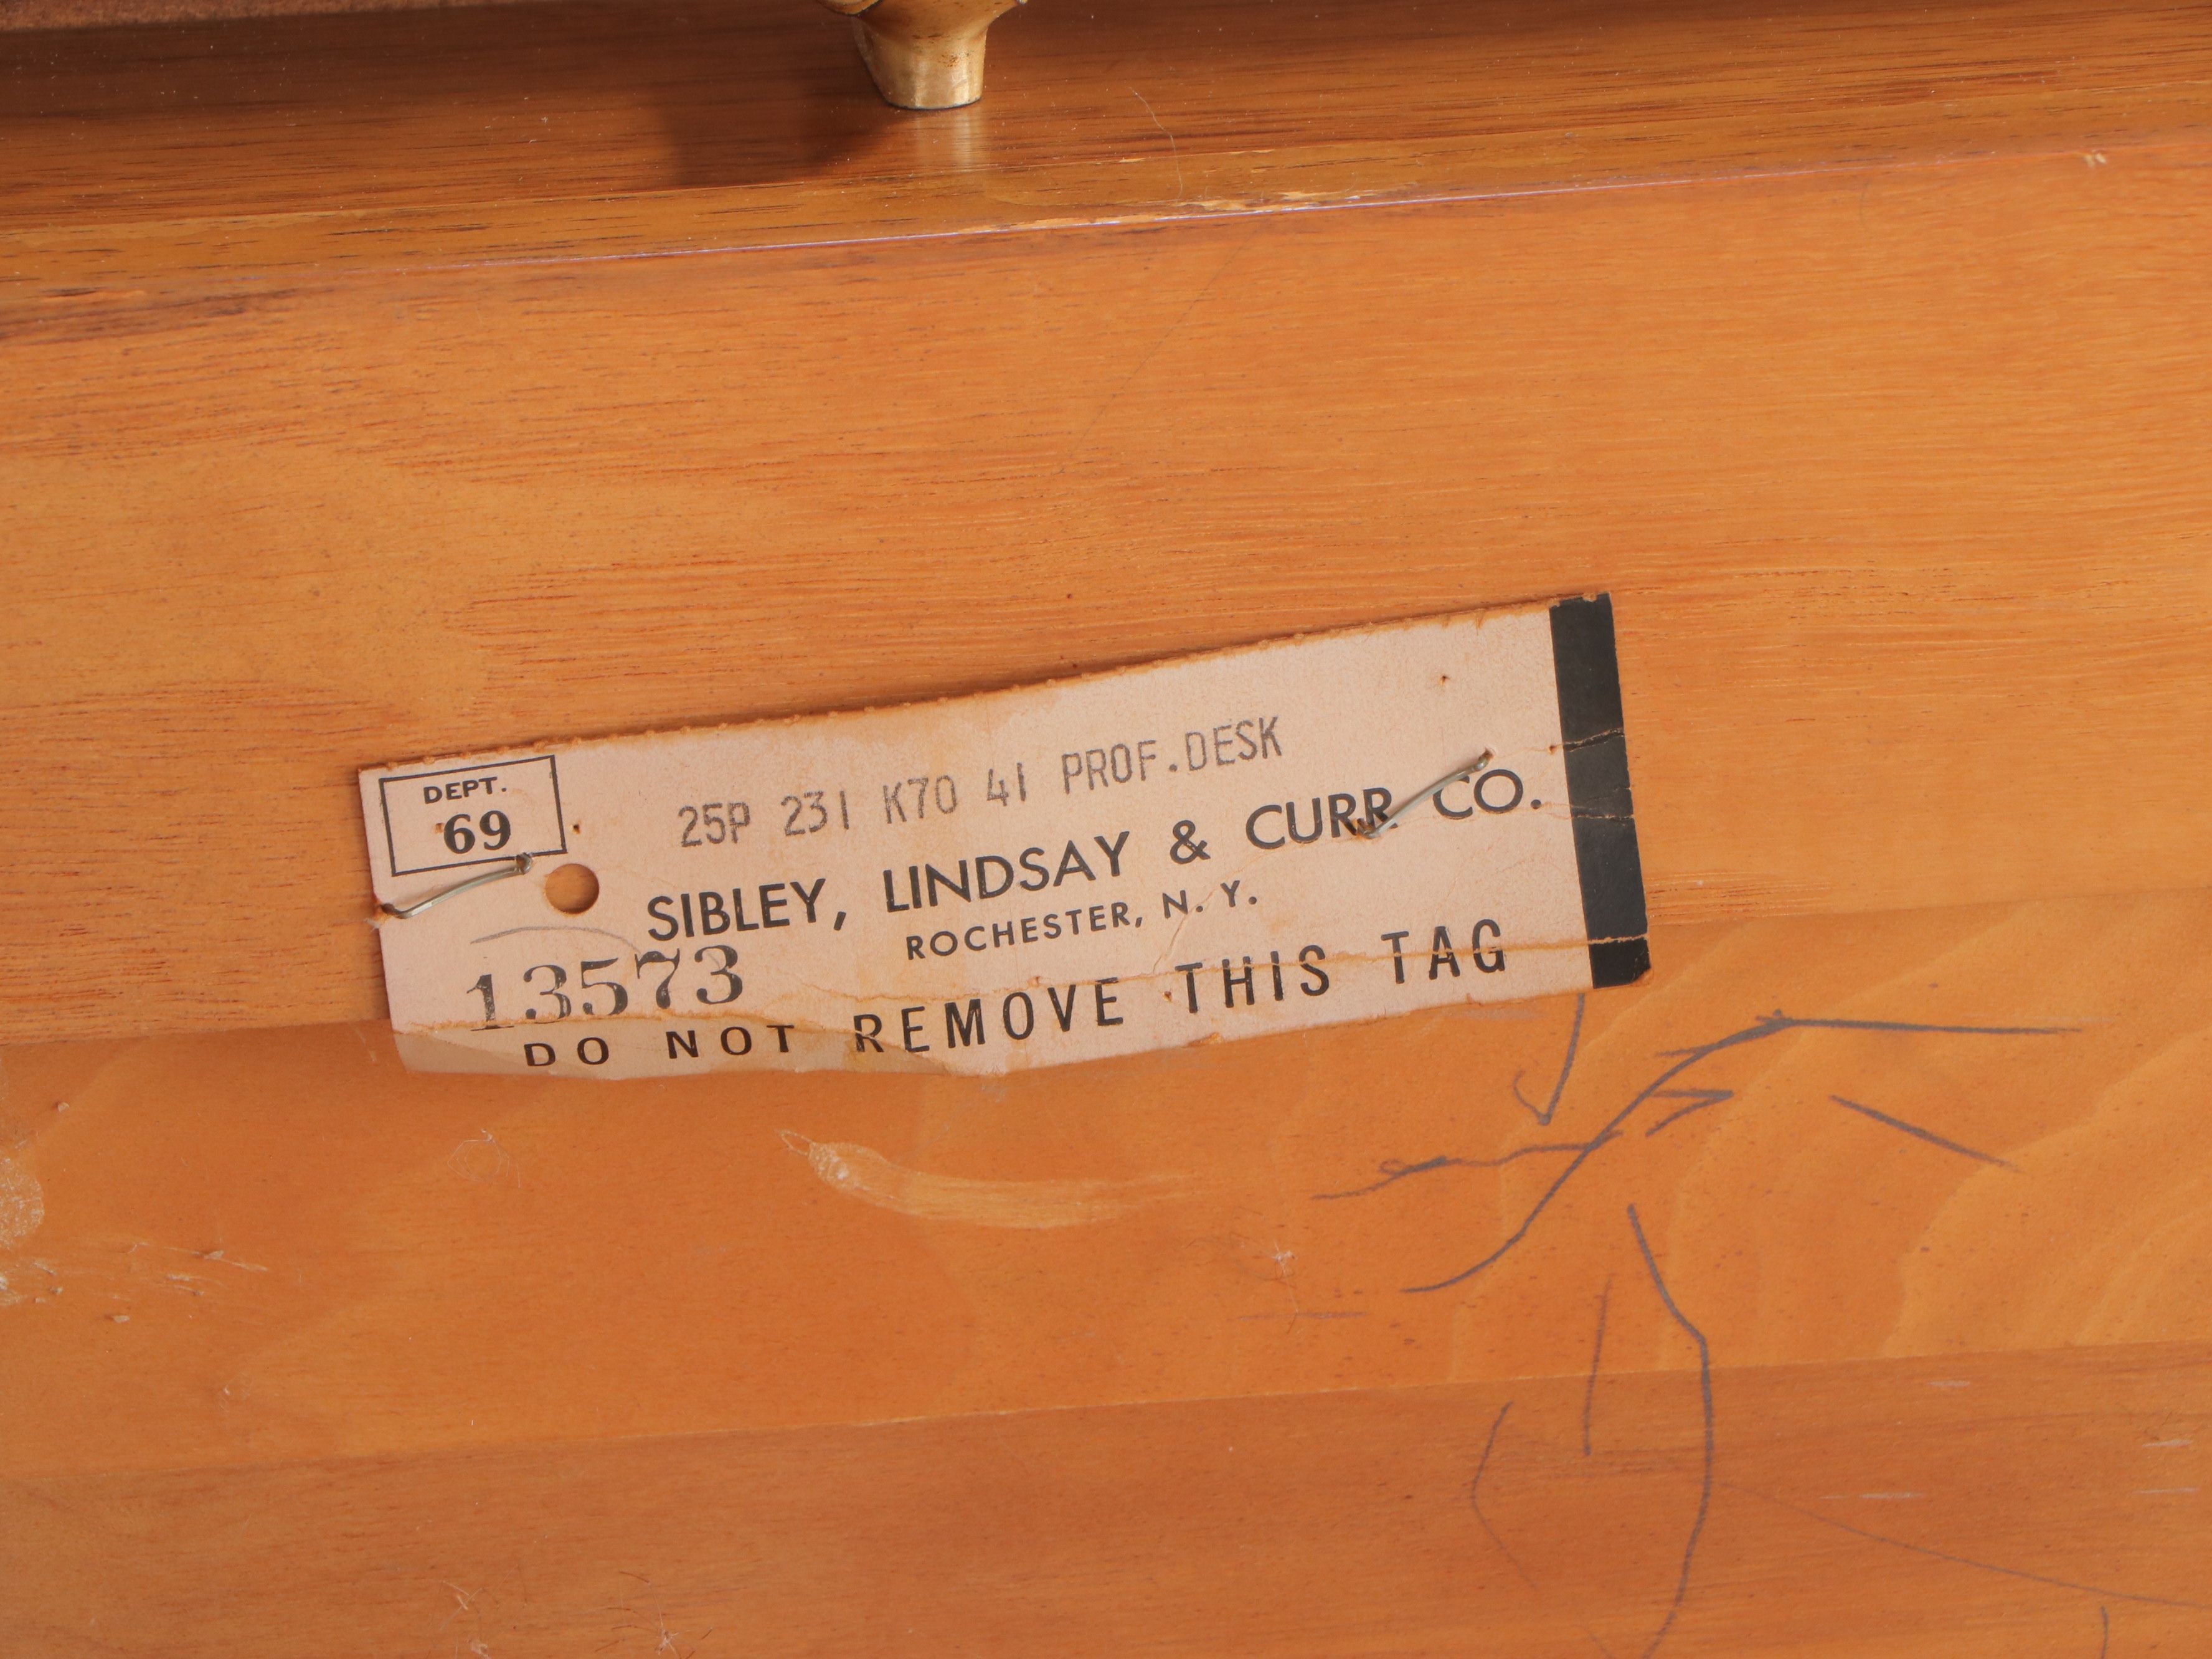 DEPT.
69
25P 231 K70 41 PROF.DESK
SIBLEY, LINDSAY & CURR CO.
ROCHESTER, N. Y.
13573
DO NOT REMOVE THIS TAG